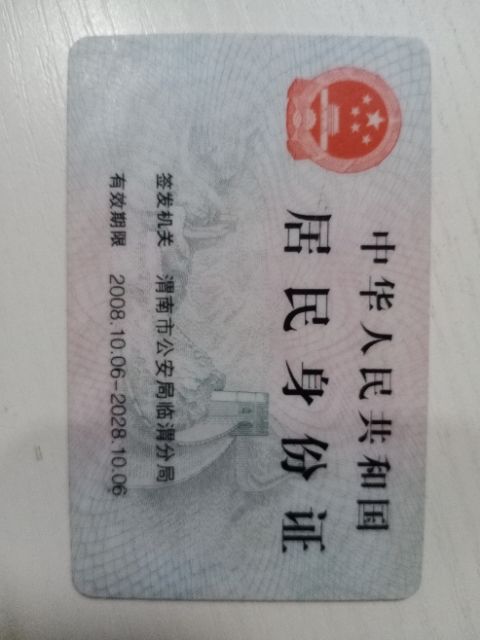 中华人民共和国
居民身份证
签发机关 渭南市公安局临渭分局
有效期限 2008.10.06-2028.10.06